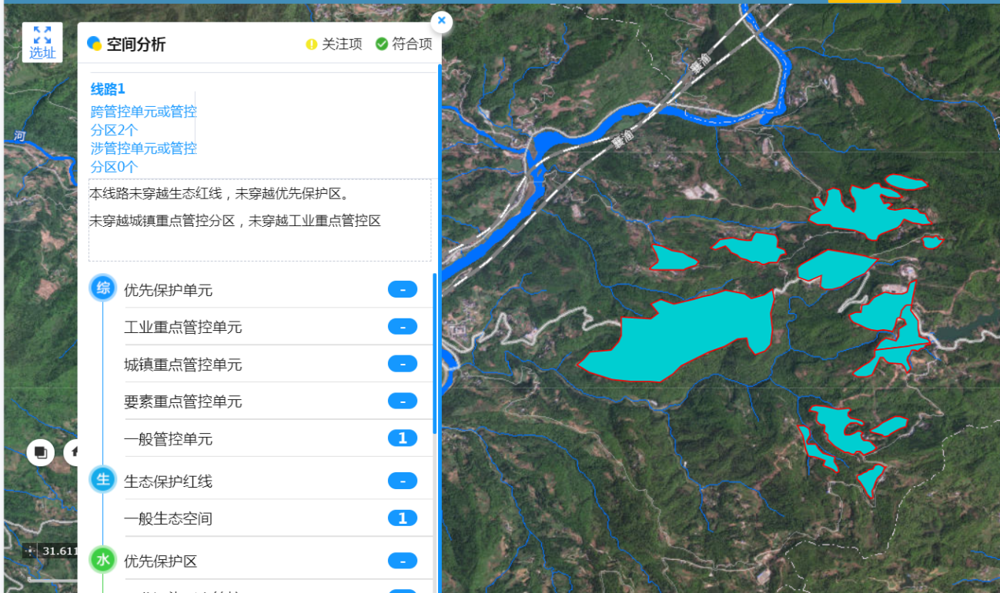 选址
空间分析
关注项
符合项
线路1
跨管控单元或管控
分区2个
涉管控单元或管控
分区0个
本线路未穿越生态红线，未穿越优先保护区。
未穿越城镇重点管控分区，未穿越工业重点管控区
综
优先保护单元
-
工业重点管控单元
-
城镇重点管控单元
-
要素重点管控单元
-
一般管控单元
1
生
生态保护红线
-
一般生态空间
1
水
优先保护区
-
31.611
河
襄渝
襄渝